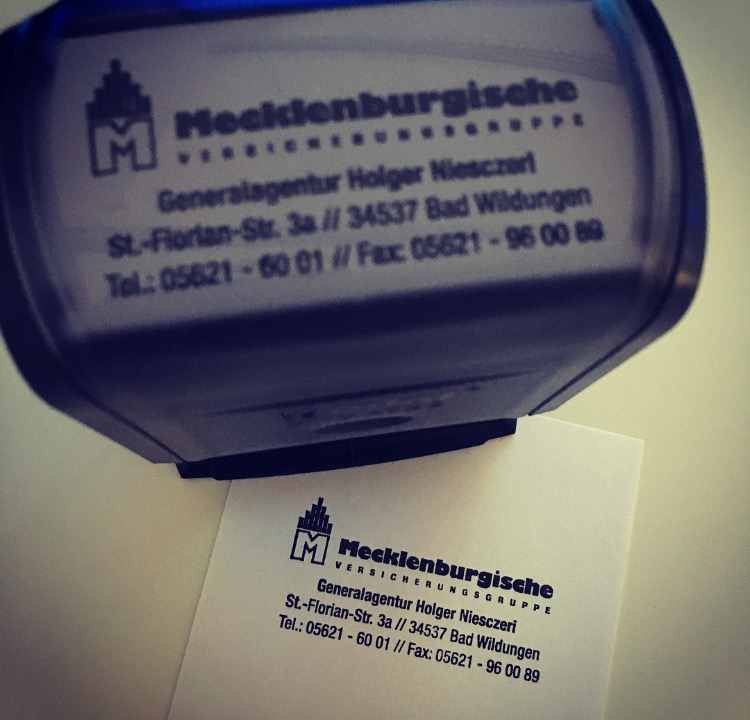 M
Mecklenburgische
VERSICHERUNGSGRUPPE
Generalagentur Holger Niesczeri
St.-Florian-Str. 3a // 34537 Bad Wildungen
Tel.: 05621 - 60 01 // Fax: 05621 - 96 00 89
M
Mecklenburgische
VERSICHERUNGSGRUPPE
Generalagentur Holger Niesczeri
St.-Florian-Str. 3a // 34537 Bad Wildungen
Tel.: 05621 - 60 01 // Fax: 05621 - 96 00 89